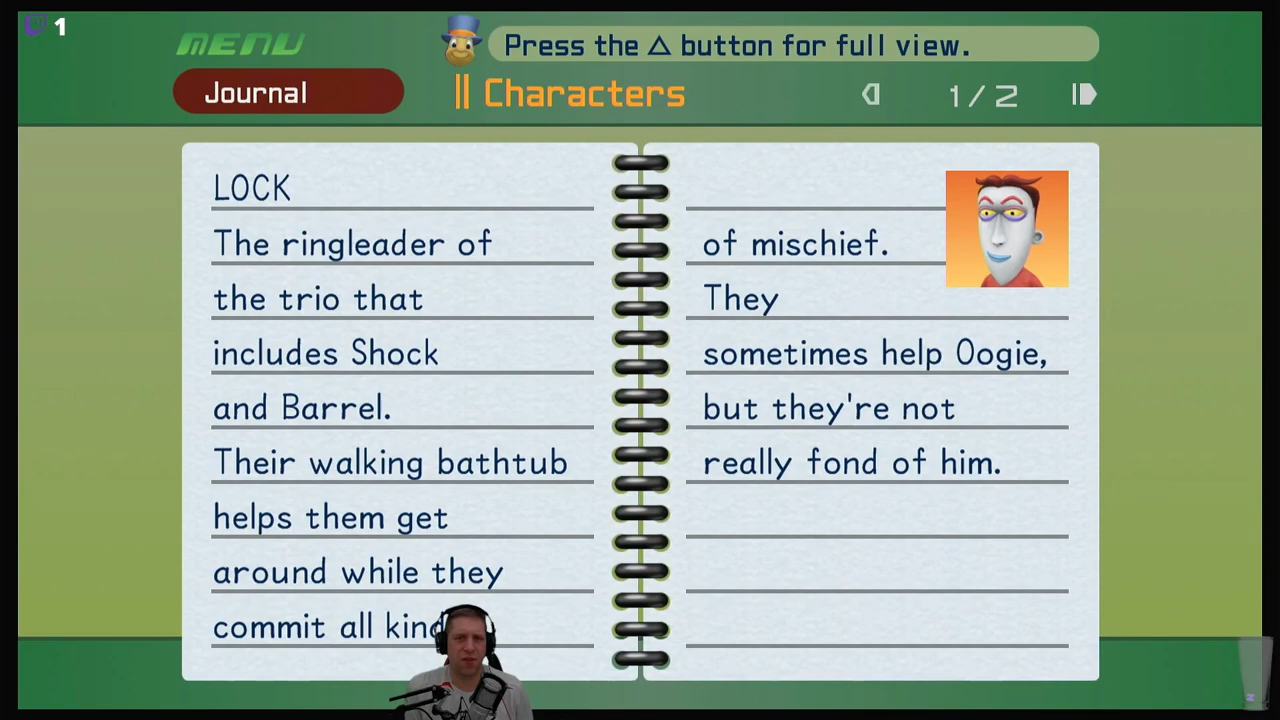 1
MENU
Press the △ button for full view.
Journal
Characters
1/2
LOCK
The ringleader of
the trio that
includes Shock
and Barrel.
Their walking bathtub
helps them get
around while they
commit all
of mischief.
They
sometimes help Oogie,
but they're not
really fond of him.